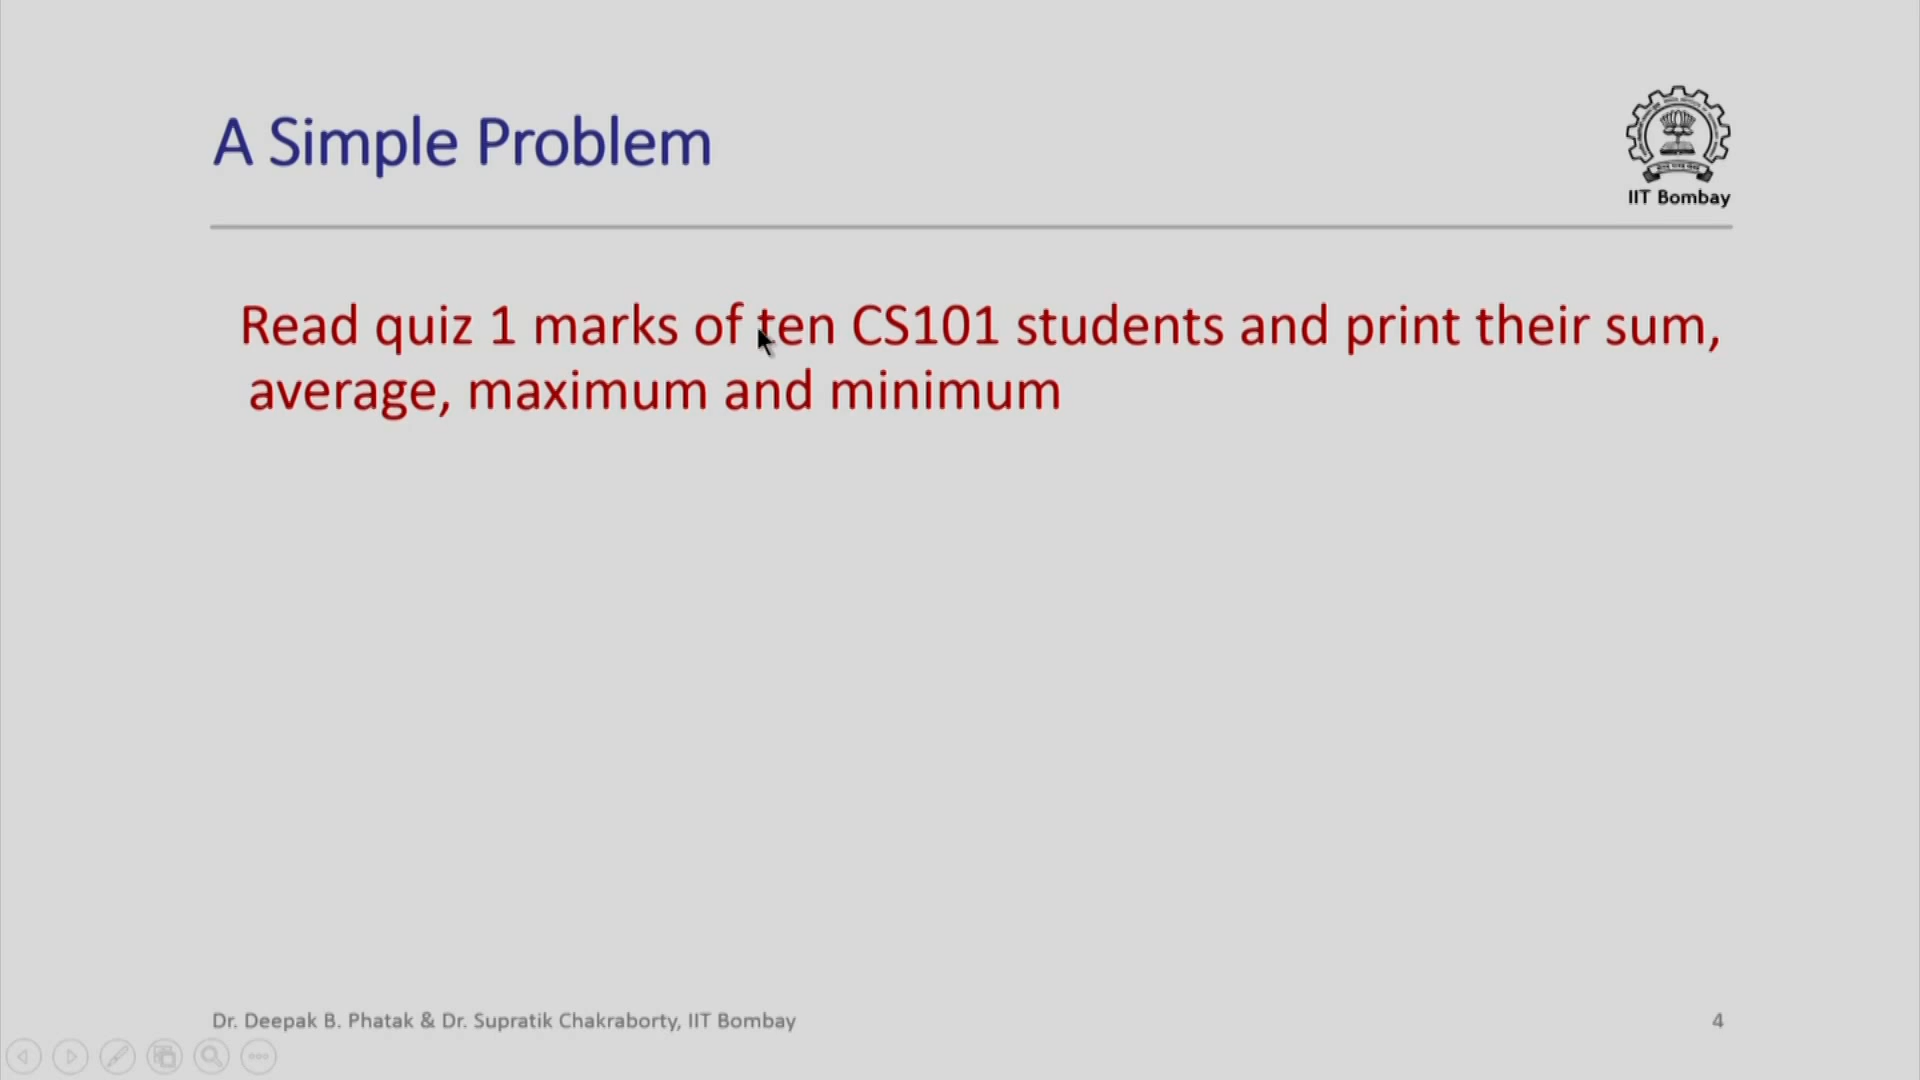 A Simple Problem
IIT Bombay
Read quiz 1 marks of ten CS101 students and print their sum,
average, maximum and minimum
Dr. Deepak B. Phatak & Dr. Supratik Chakraborty, IIT Bombay
4